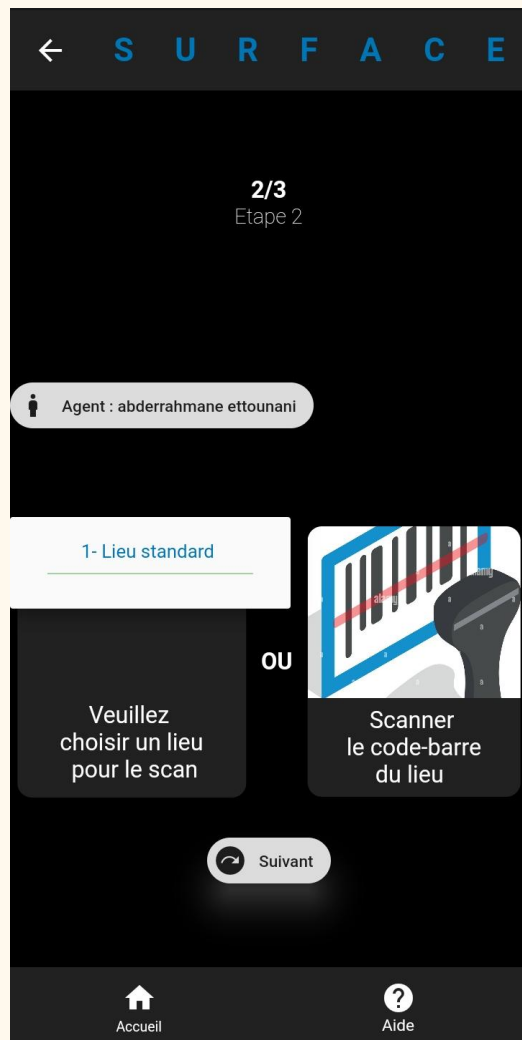 S U R F A C E
2/3
Etape 2
Agent : abderrahmane ettounani
1- Lieu standard
OU
Veuillez
choisir un lieu
pour le scan
Scanner
le code-barre
du lieu
Suivant
Accueil
Aide